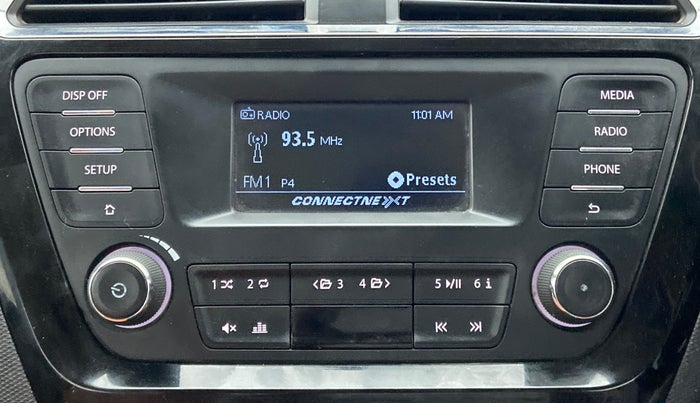 DISP OFF
OPTIONS
SETUP
RADIO 11:01 AM
93.5 MHz
FM1 P4 Presets
CONNECTNEXT
MEDIA
RADIO
PHONE
1 2 3 4 5 6 i